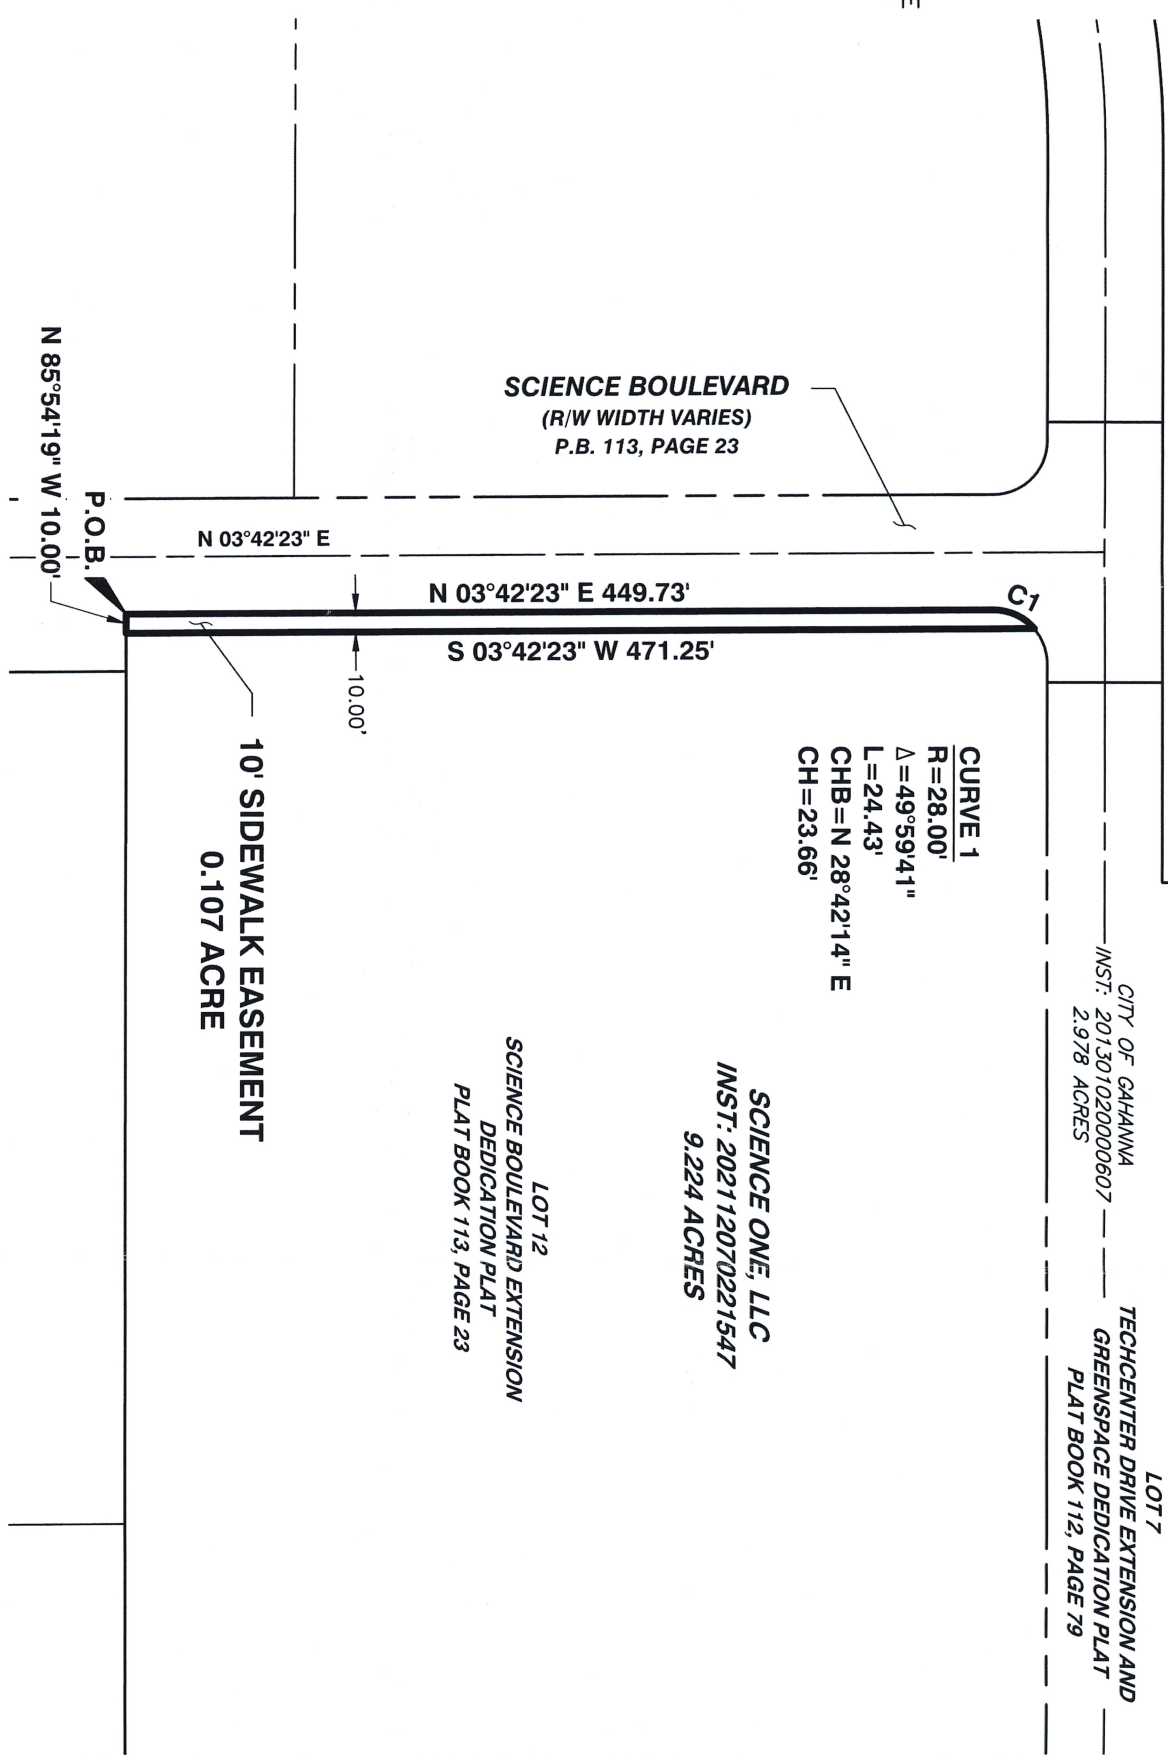 SCIENCE BOULEVARD
(R/W WIDTH VARIES)
P.B. 113, PAGE 23
N 03°42'23" E
N 03°42'23" E 449.73'
S 03°42'23" W 471.25'
C1
N 85°54'19" W 10.00'
P.O.B.
10.00'
10' SIDEWALK EASEMENT
0.107 ACRE
CURVE 1
R=28.00'
Δ=49°59'41"
L=24.43'
CHB=N 28°42'14" E
CH=23.66'
CITY OF GAHANNA
INST: 201301020000607
2.978 ACRES
LOT 7
TECHCENTER DRIVE EXTENSION AND
GREENSPACE DEDICATION PLAT
PLAT BOOK 112, PAGE 79
SCIENCE ONE, LLC
INST: 202112070221547
9.224 ACRES
LOT 12
SCIENCE BOULEVARD EXTENSION
DEDICATION PLAT
PLAT BOOK 113, PAGE 23